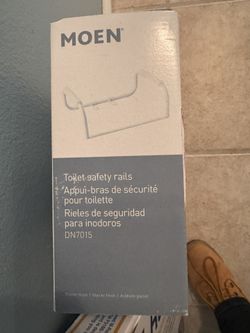 MOEN®
Toilet safety rails
Appui-bras de sécurité
pour toilette
Rieles de seguridad
para inodoros
DN7015